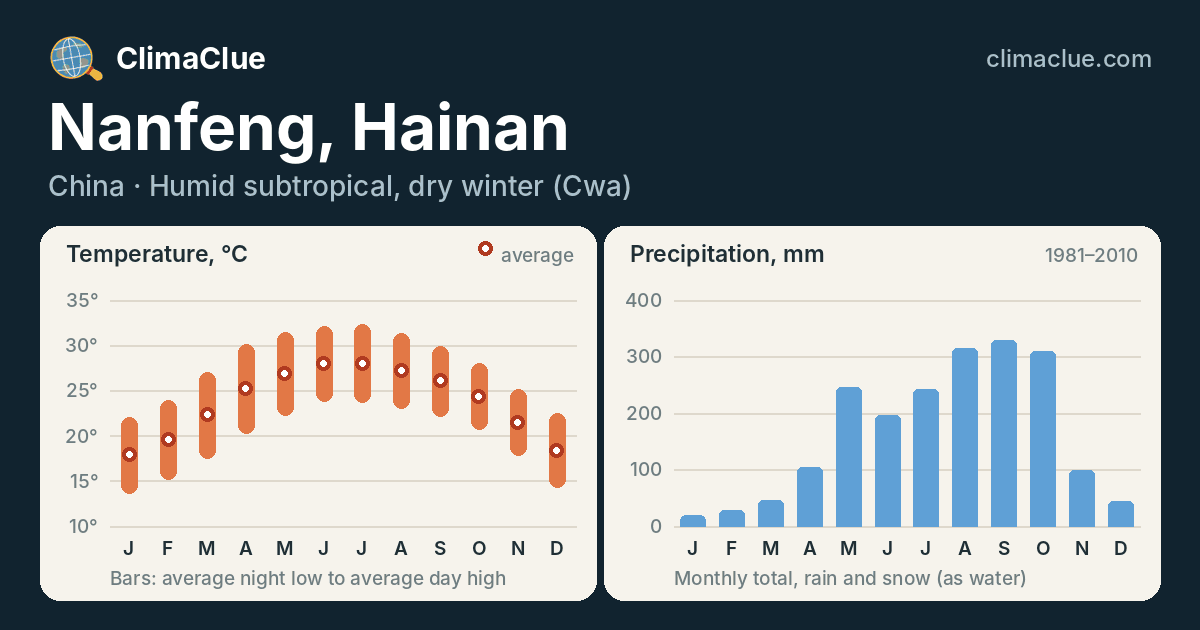 ClimaClue
climaclue.com
Nanfeng, Hainan
China · Humid subtropical, dry winter (Cwa)
Temperature, °C
average
35°
30°
25°
20°
15°
10°
J F M A M J J A S O N D
Bars: average night low to average day high
Precipitation, mm
1981–2010
400
300
200
100
0
J F M A M J J A S O N D
Monthly total, rain and snow (as water)